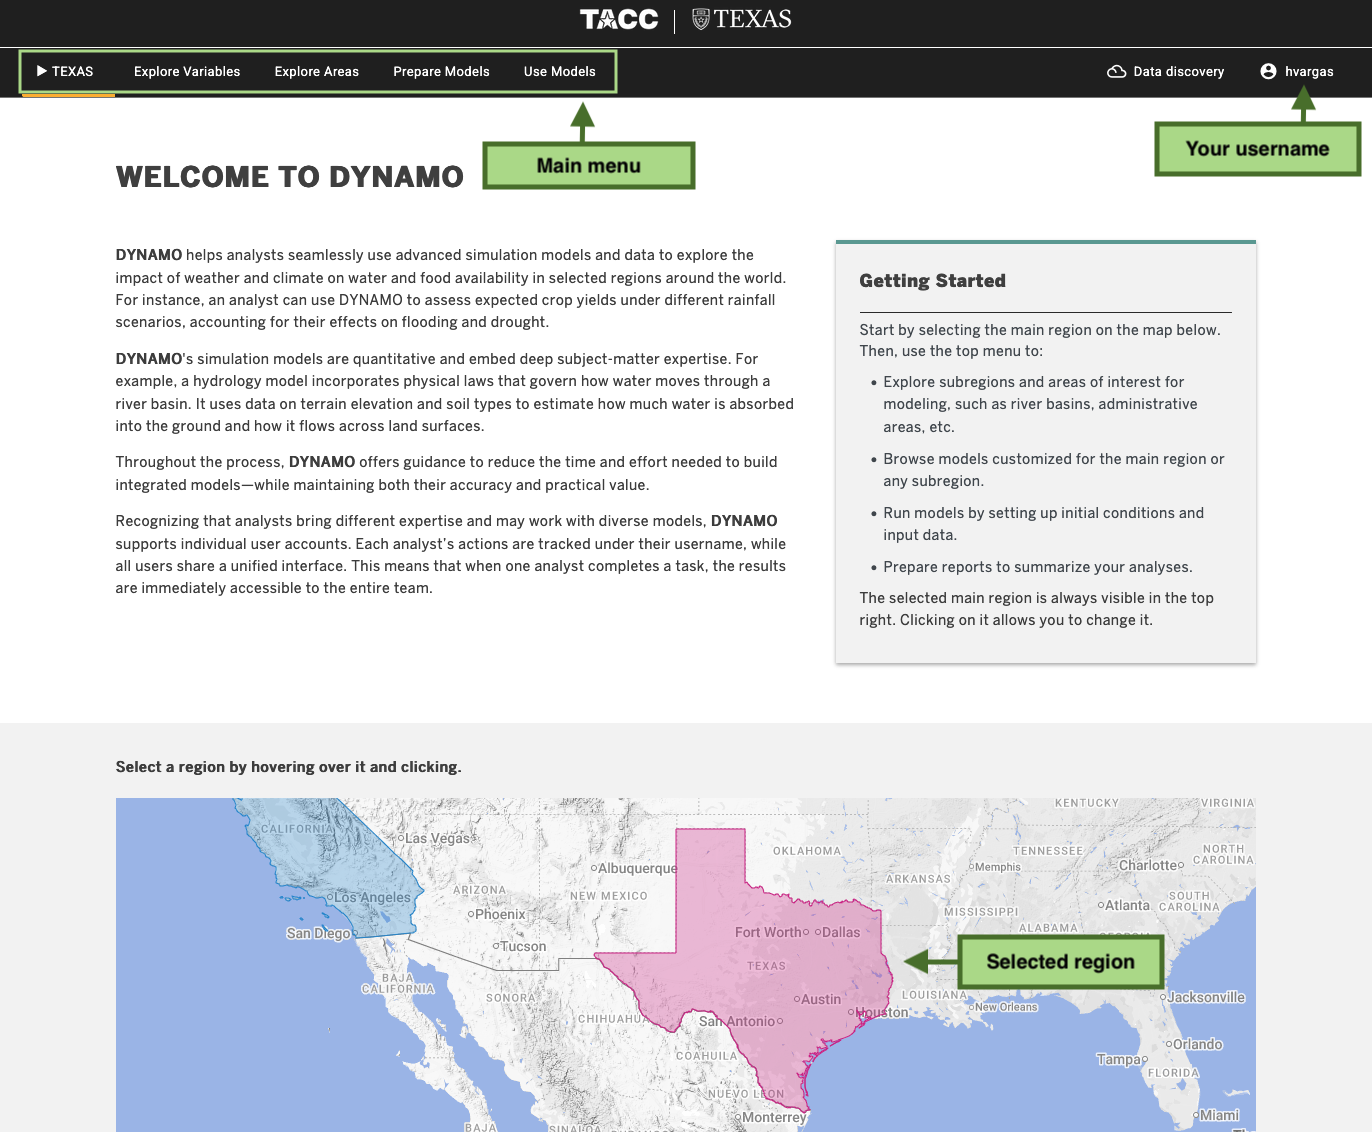 TACC | TEXAS
TEXAS Explore Variables Explore Areas Prepare Models Use Models Data discovery hvargas
Main menu
Your username
WELCOME TO DYNAMO
DYNAMO helps analysts seamlessly use advanced simulation models and data to explore the
impact of weather and climate on water and food availability in selected regions around the world.
For instance, an analyst can use DYNAMO to assess expected crop yields under different rainfall
scenarios, accounting for their effects on flooding and drought.
DYNAMO's simulation models are quantitative and embed deep subject-matter expertise. For
example, a hydrology model incorporates physical laws that govern how water moves through a
river basin. It uses data on terrain elevation and soil types to estimate how much water is absorbed
into the ground and how it flows across land surfaces.
Throughout the process, DYNAMO offers guidance to reduce the time and effort needed to build
integrated models—while maintaining both their accuracy and practical value.
Recognizing that analysts bring different expertise and may work with diverse models, DYNAMO
supports individual user accounts. Each analyst's actions are tracked under their username, while
all users share a unified interface. This means that when one analyst completes a task, the results
are immediately accessible to the entire team.
Getting Started
Start by selecting the main region on the map below.
Then, use the top menu to:
• Explore subregions and areas of interest for
modeling, such as river basins, administrative
areas, etc.
• Browse models customized for the main region or
any subregion.
• Run models by setting up initial conditions and
input data.
• Prepare reports to summarize your analyses.
The selected main region is always visible in the top
right. Clicking on it allows you to change it.
Select a region by hovering over it and clicking.
KENTUCKY
VIRGINIA
CALIFORNIA
Las Vegas
OKLAHOMA
TENNESSEE
NORTH
CAROLINA
Albuquerque
Memphis
Charlotte
ARKANSAS
ARIZONA
NEW MEXICO
Los Angeles
SOUTH
CAROLINA
Phoenix
MISSISSIPPI
Atlanta
San Diego
Fort Worth
Dallas
ALABAMA
Tucson
Selected region
TEXAS
BAJA
CALIFORNIA
SONORA
Austin
LOUISIANA
Jacksonville
New Orleans
CHIHUAHUA
San Antonio
Houston
Orlando
COAHUILA
Tampa
FLORIDA
NUEVO LEON
Monterrey
Miami
BAJA
SINALOA